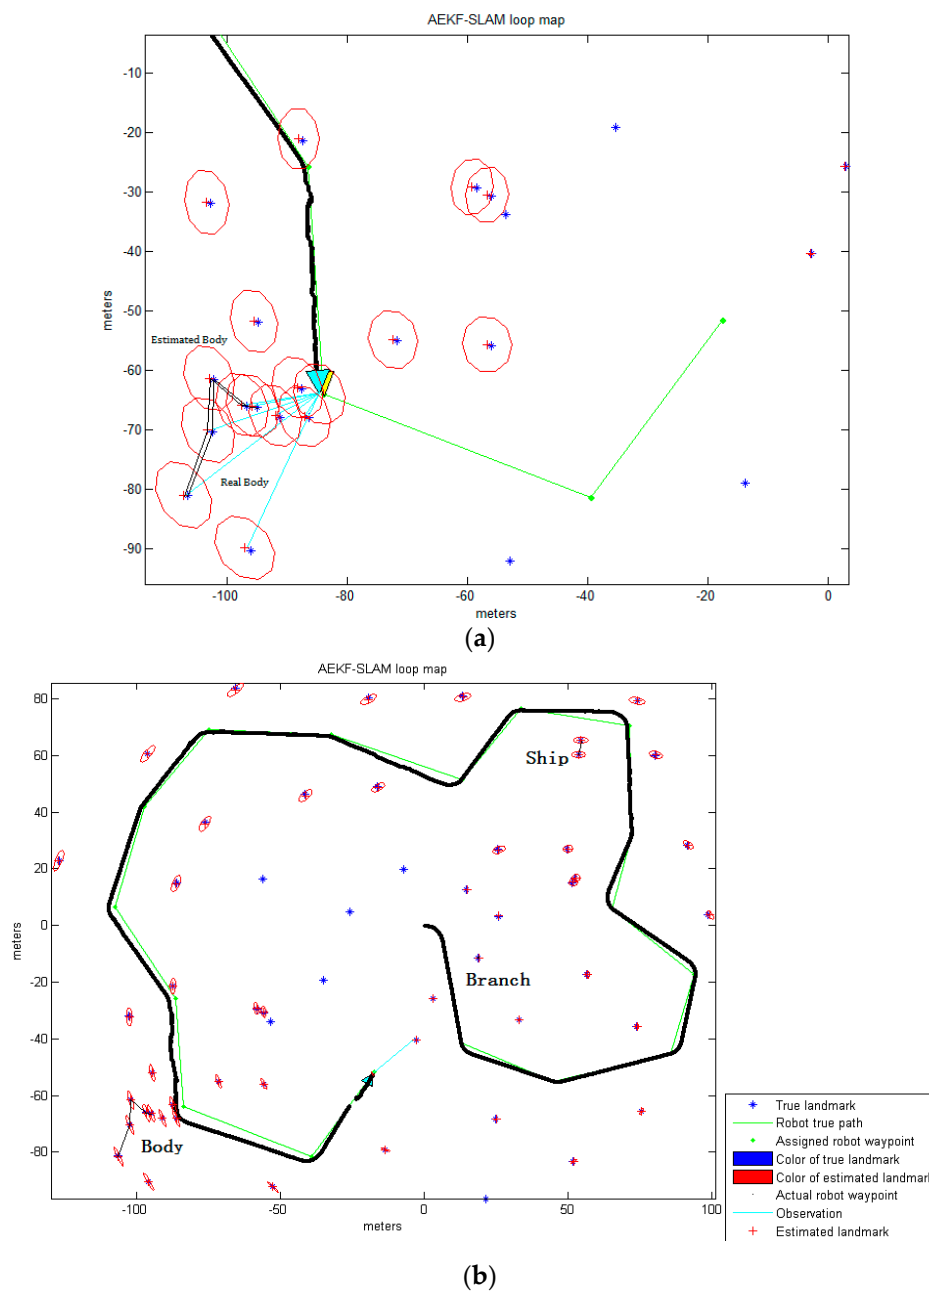 AEKF-SLAM loop map
meters
-10
-20
-30
-40
-50
-60
-70
-80
-90
Estimated Body
Real Body
-100
-80
-60
-40
-20
0
meters
(a)
AEKF-SLAM loop map
meters
80
60
40
20
0
-20
-40
-60
-80
Ship
Branch
Body
-100
-50
0
50
100
meters
True landmark
Robot true path
Assigned robot waypoint
Color of true landmark
Color of estimated landmark
Actual robot waypoint
Observation
Estimated landmark
(b)